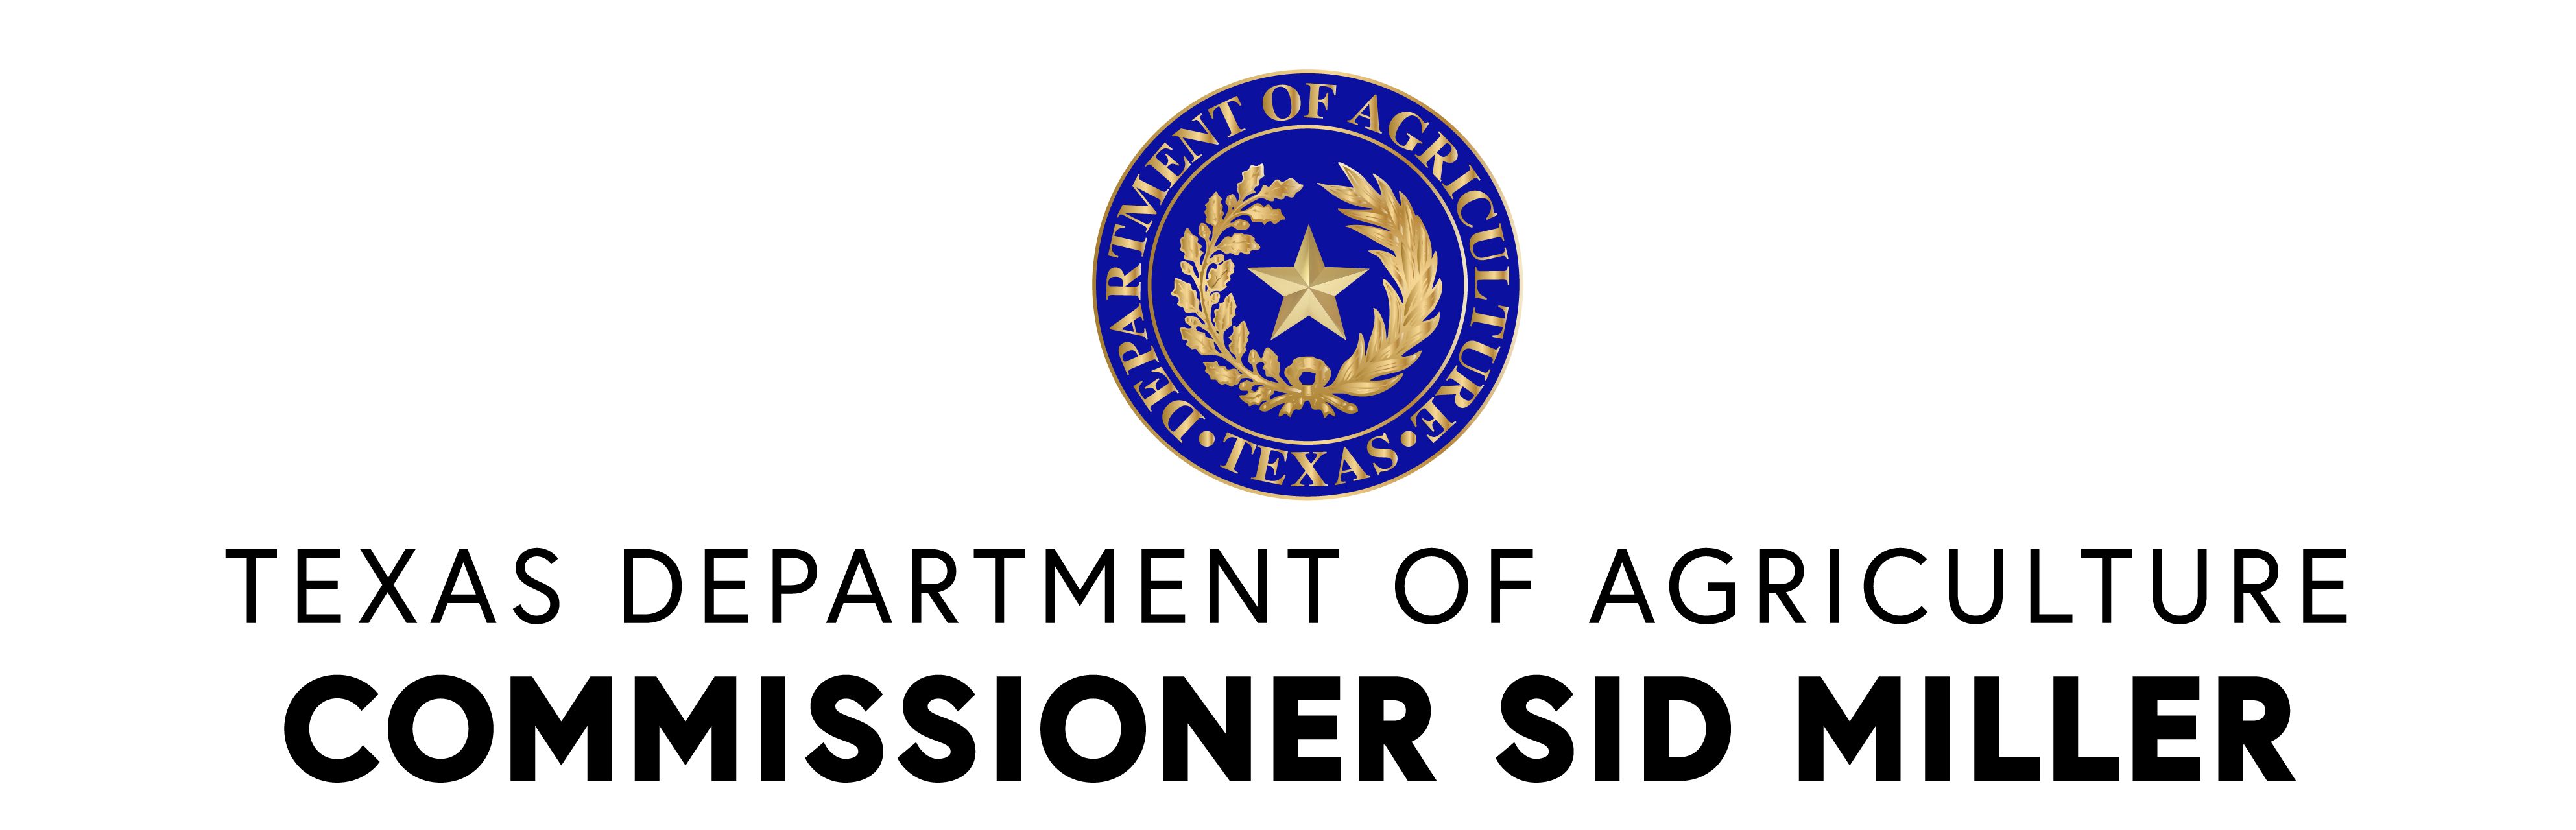 DEPARTMENT OF AGRICULTURE
TEXAS
TEXAS DEPARTMENT OF AGRICULTURE
COMMISSIONER SID MILLER